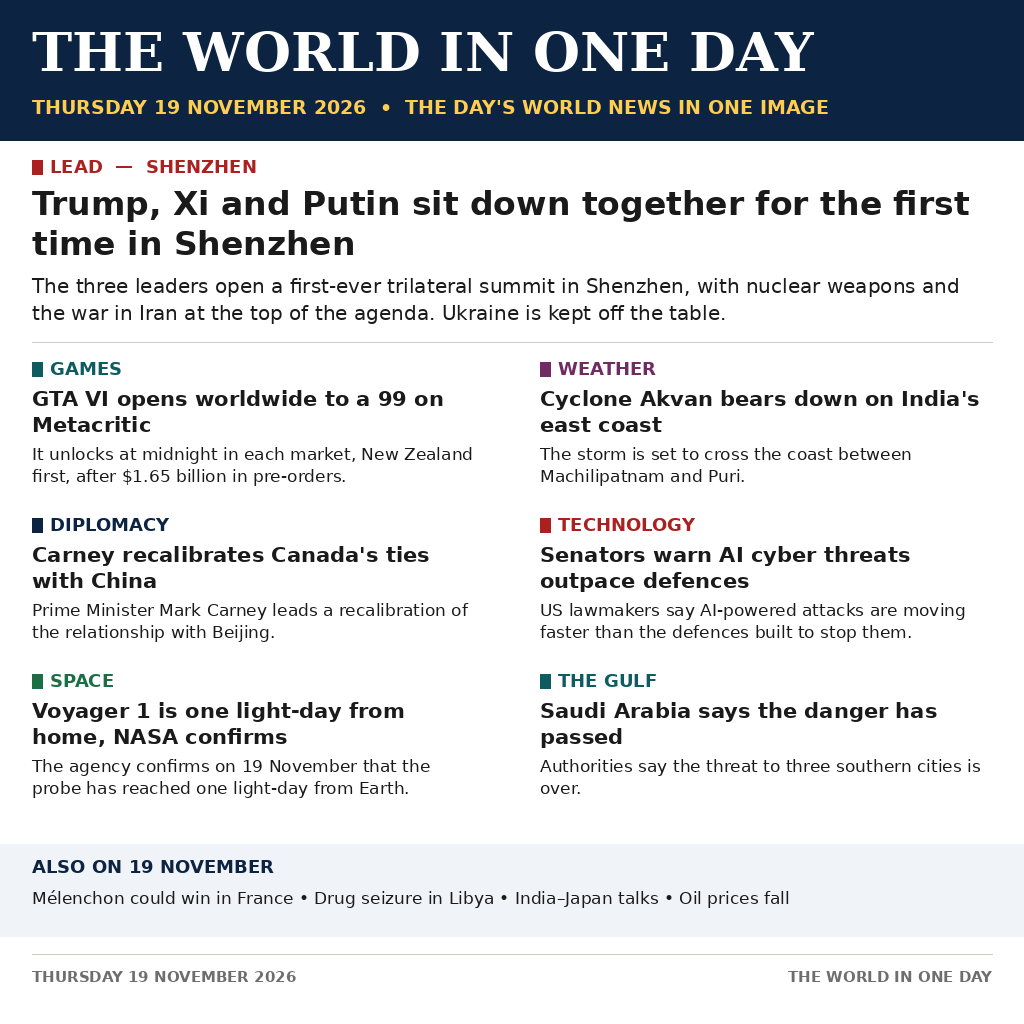 THE WORLD IN ONE DAY
THURSDAY 19 NOVEMBER 2026 • THE DAY'S WORLD NEWS IN ONE IMAGE
LEAD — SHENZHEN
Trump, Xi and Putin sit down together for the first
time in Shenzhen
The three leaders open a first-ever trilateral summit in Shenzhen, with nuclear weapons and
the war in Iran at the top of the agenda. Ukraine is kept off the table.
GAMES
GTA VI opens worldwide to a 99 on
Metacritic
It unlocks at midnight in each market, New Zealand
first, after $1.65 billion in pre-orders.
WEATHER
Cyclone Akvan bears down on India's
east coast
The storm is set to cross the coast between
Machilipatnam and Puri.
DIPLOMACY
Carney recalibrates Canada's ties
with China
Prime Minister Mark Carney leads a recalibration of
the relationship with Beijing.
TECHNOLOGY
Senators warn AI cyber threats
outpace defences
US lawmakers say AI-powered attacks are moving
faster than the defences built to stop them.
SPACE
Voyager 1 is one light-day from
home, NASA confirms
The agency confirms on 19 November that the
probe has reached one light-day from Earth.
THE GULF
Saudi Arabia says the danger has
passed
Authorities say the threat to three southern cities is
over.
ALSO ON 19 NOVEMBER
Mélenchon could win in France • Drug seizure in Libya • India–Japan talks • Oil prices fall
THURSDAY 19 NOVEMBER 2026
THE WORLD IN ONE DAY